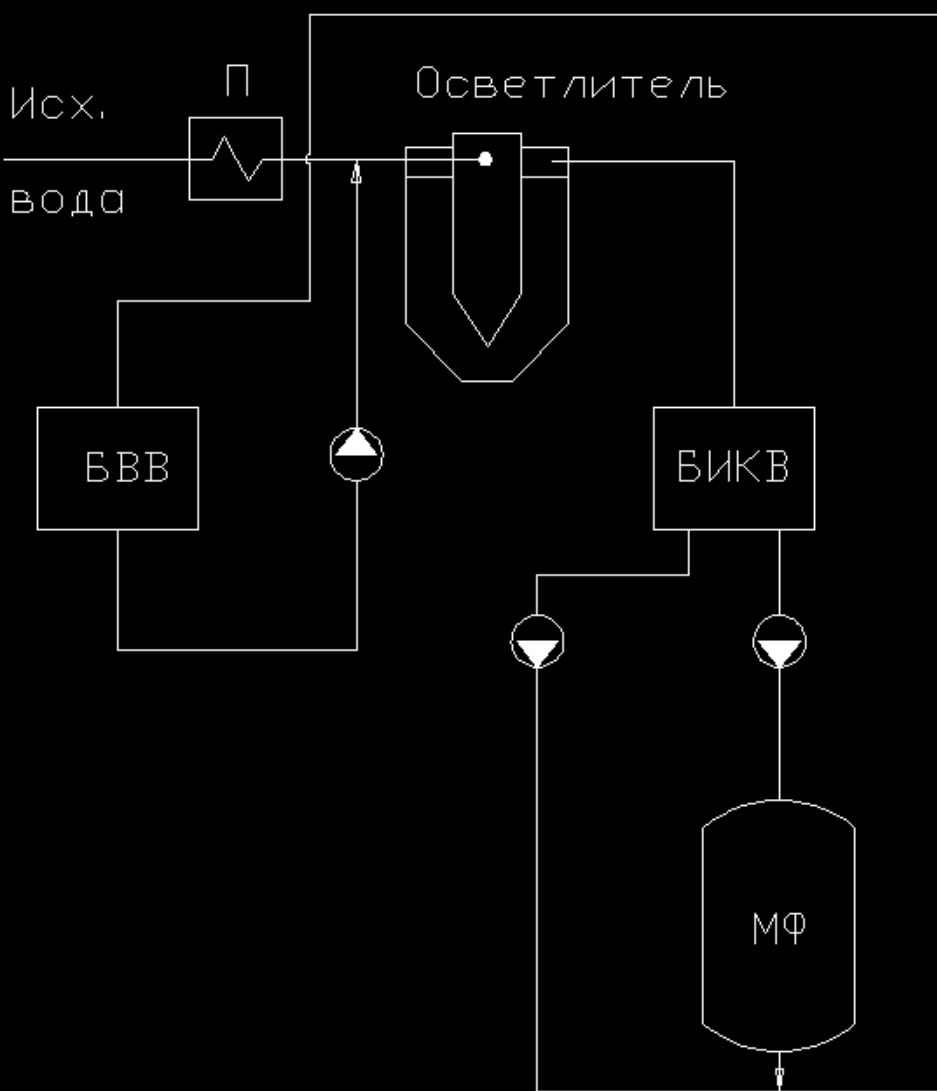 П
Осветлитель
Исх.
вода
БВВ
БИКВ
МФ